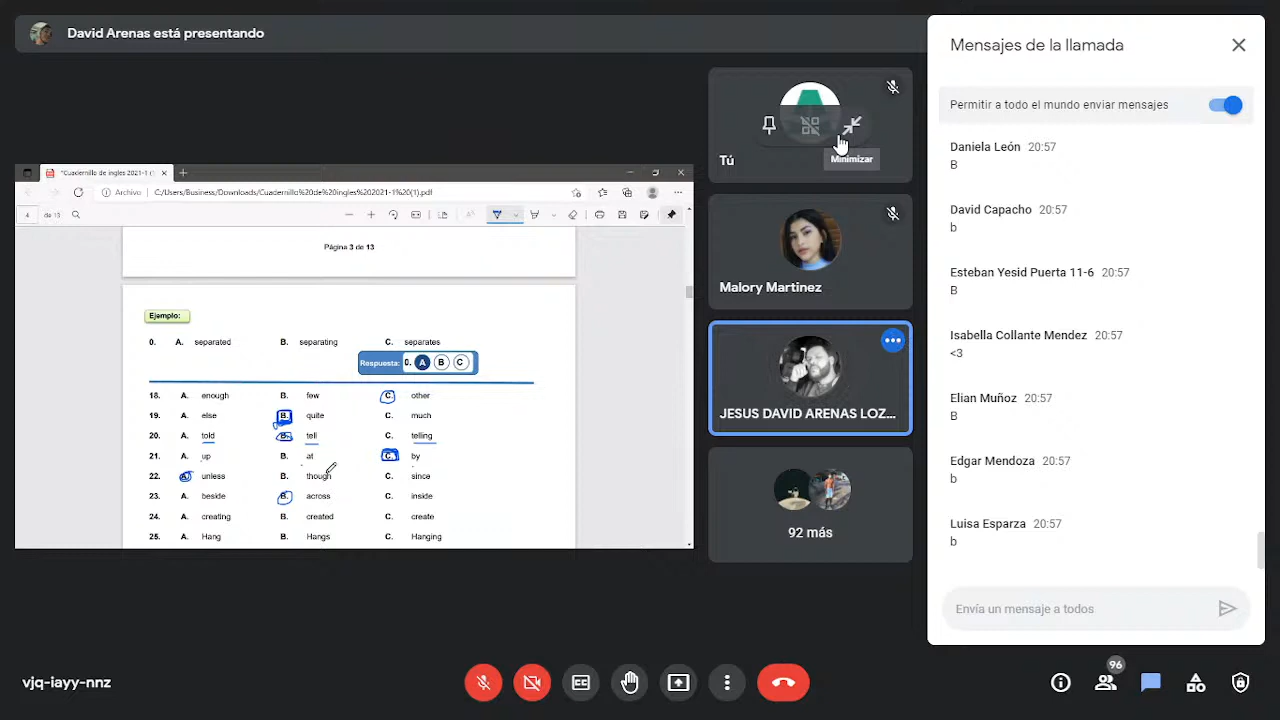 David Arenas está presentando
"Cuadernillo de ingles 2021-1 (
Archivo C:/Users/Business/Downloads/Cuadernillo%20de%20ingles%202021-1%20(1).pdf
4 de 13
Página 3 de 13
Ejemplo:
0. A. separated B. separating C. separates
Respuesta: 0. A B C
18. A. enough B. few C. other
19. A. else B. quite C. much
20. A. told B. tell C. telling
21. A. up B. at C. by
22. A. unless B. though C. since
23. A. beside B. across C. inside
24. A. creating B. created C. create
25. A. Hang B. Hangs C. Hanging
Minimizar
Tú
Malory Martinez
JESUS DAVID ARENAS LOZ...
92 más
Mensajes de la llamada
Permitir a todo el mundo enviar mensajes
Daniela León 20:57
B
David Capacho 20:57
b
Esteban Yesid Puerta 11-6 20:57
B
Isabella Collante Mendez 20:57
<3
Elian Muñoz 20:57
B
Edgar Mendoza 20:57
b
Luisa Esparza 20:57
b
Envía un mensaje a todos
vjq-iayy-nnz
96